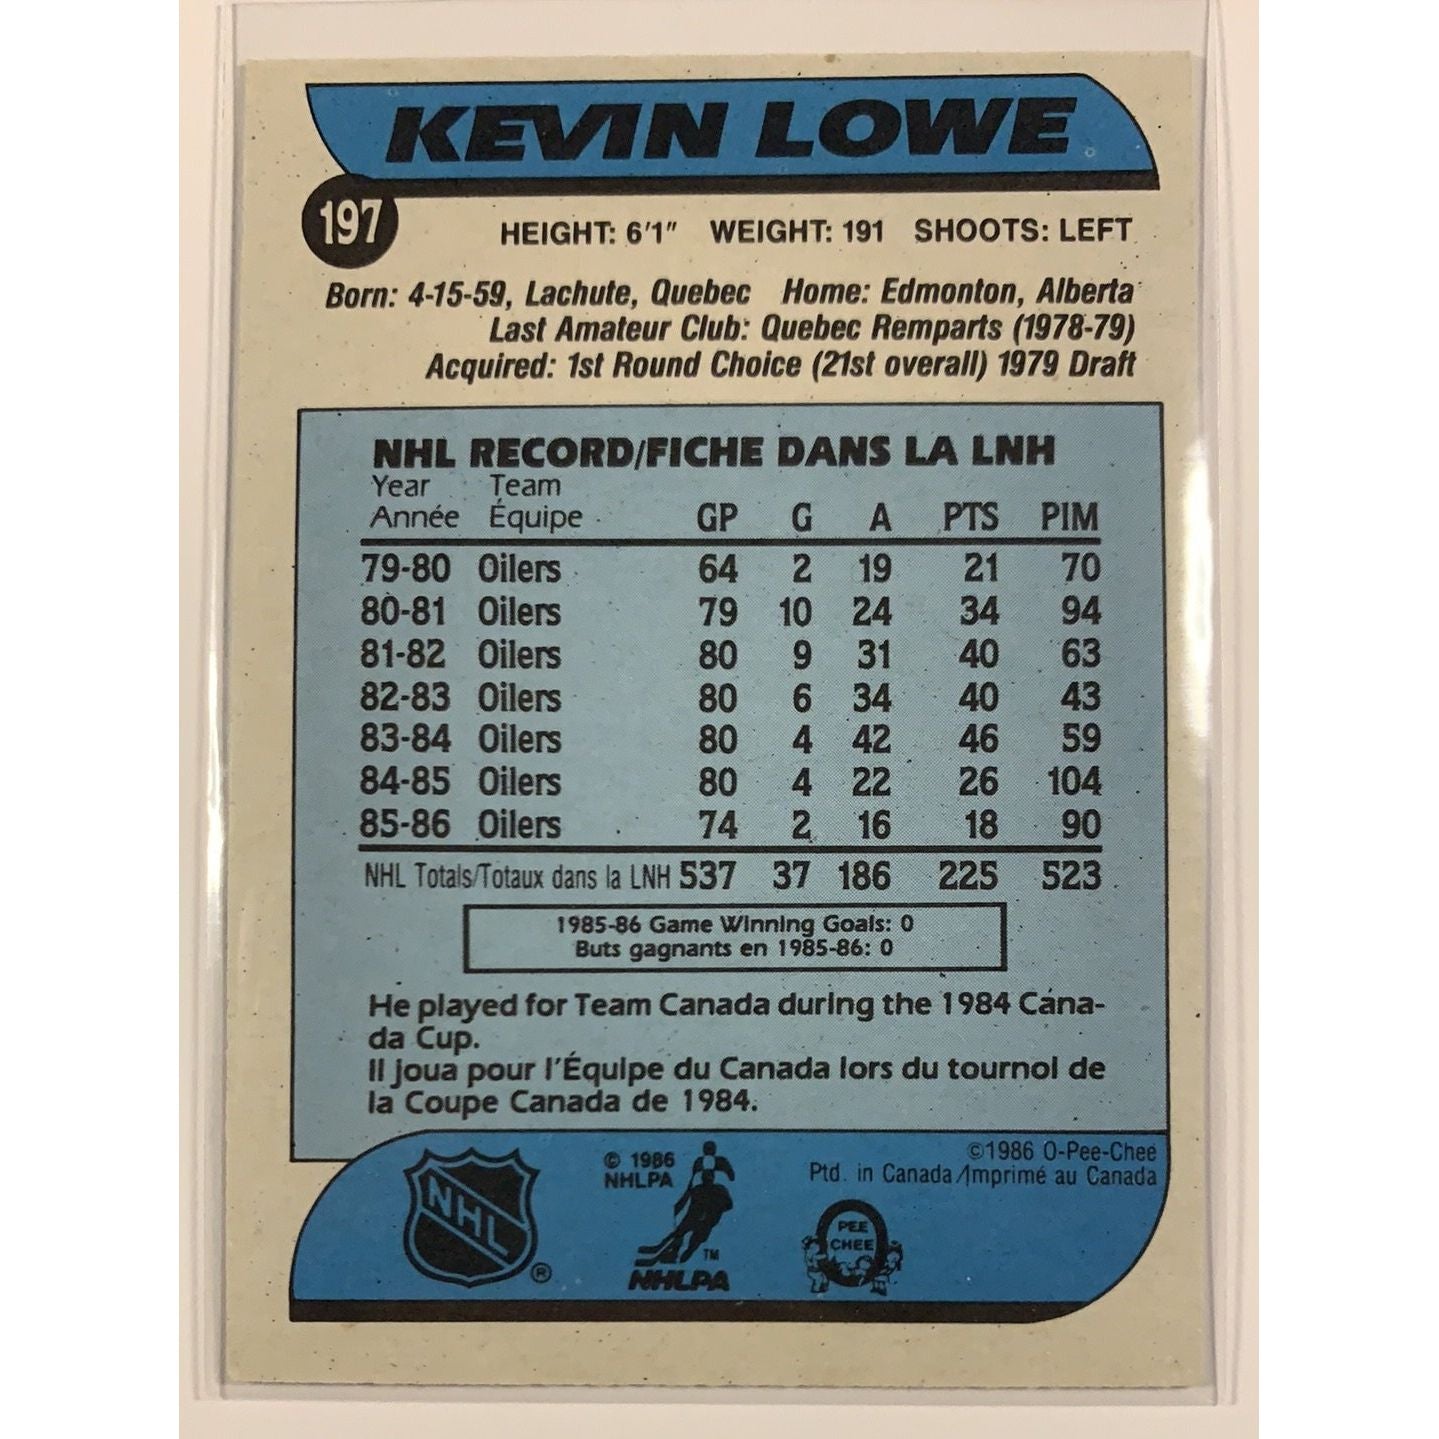 KEVIN LOWE
197
HEIGHT: 6'1" WEIGHT: 191 SHOOTS: LEFT
Born: 4-15-59, Lachute, Quebec Home: Edmonton, Alberta
Last Amateur Club: Quebec Remparts (1978-79)
Acquired: 1st Round Choice (21st overall) 1979 Draft
NHL RECORD/FICHE DANS LA LNH
Year Team
Année Équipe GP G A PTS PIM
79-80 Oilers 64 2 19 21 70
80-81 Oilers 79 10 24 34 94
81-82 Oilers 80 9 31 40 63
82-83 Oilers 80 6 34 40 43
83-84 Oilers 80 4 42 46 59
84-85 Oilers 80 4 22 26 104
85-86 Oilers 74 2 16 18 90
NHL Totals/Totaux dans la LNH 537 37 186 225 523
1985-86 Game Winning Goals: 0
Buts gagnants en 1985-86: 0
He played for Team Canada during the 1984 Cana-
da Cup.
Il joua pour l'Équipe du Canada lors du tournoi de
la Coupe Canada de 1984.
NHL ®
© 1986
NHLPA
TM
NHLPA
©1986 O-Pee-Chee
Ptd. in Canada/Imprimé au Canada
PEE
CHEE